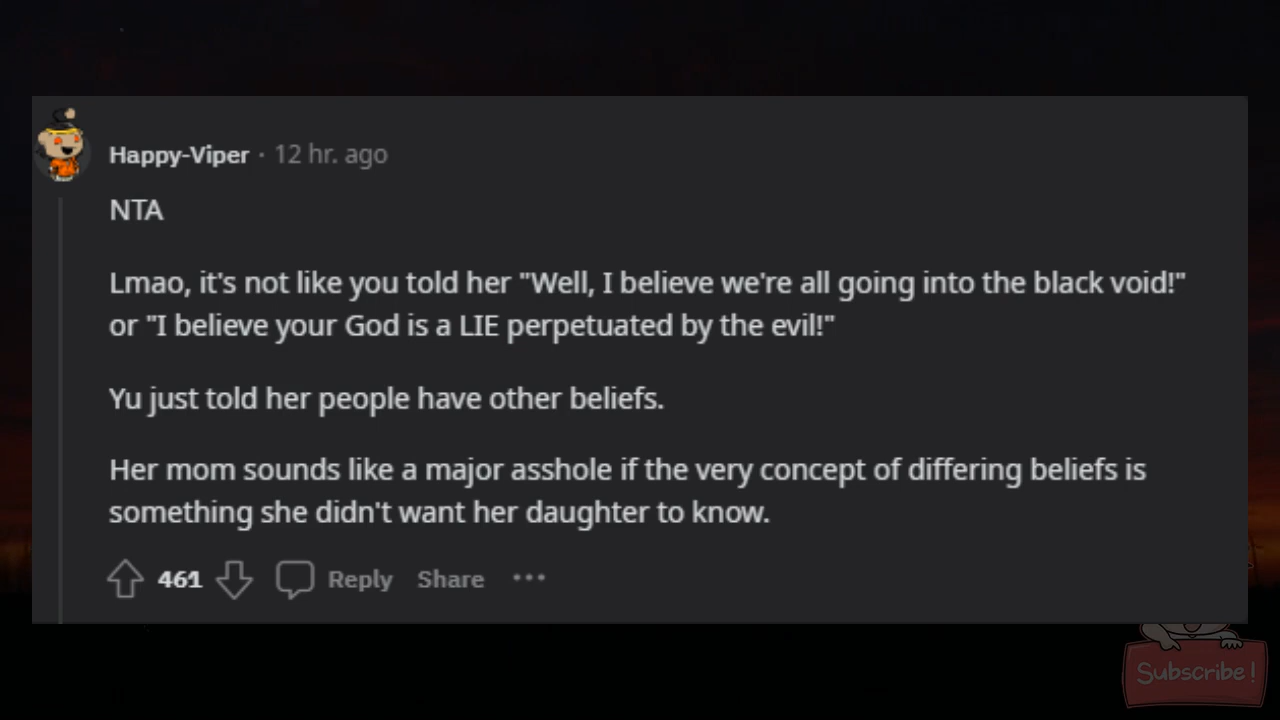 Happy-Viper · 12 hr. ago
NTA
Lmao, it's not like you told her "Well, I believe we're all going into the black void!"
or "I believe your God is a LIE perpetuated by the evil!"
Yu just told her people have other beliefs.
Her mom sounds like a major asshole if the very concept of differing beliefs is
something she didn't want her daughter to know.
461 Reply Share ···
Subscribe!